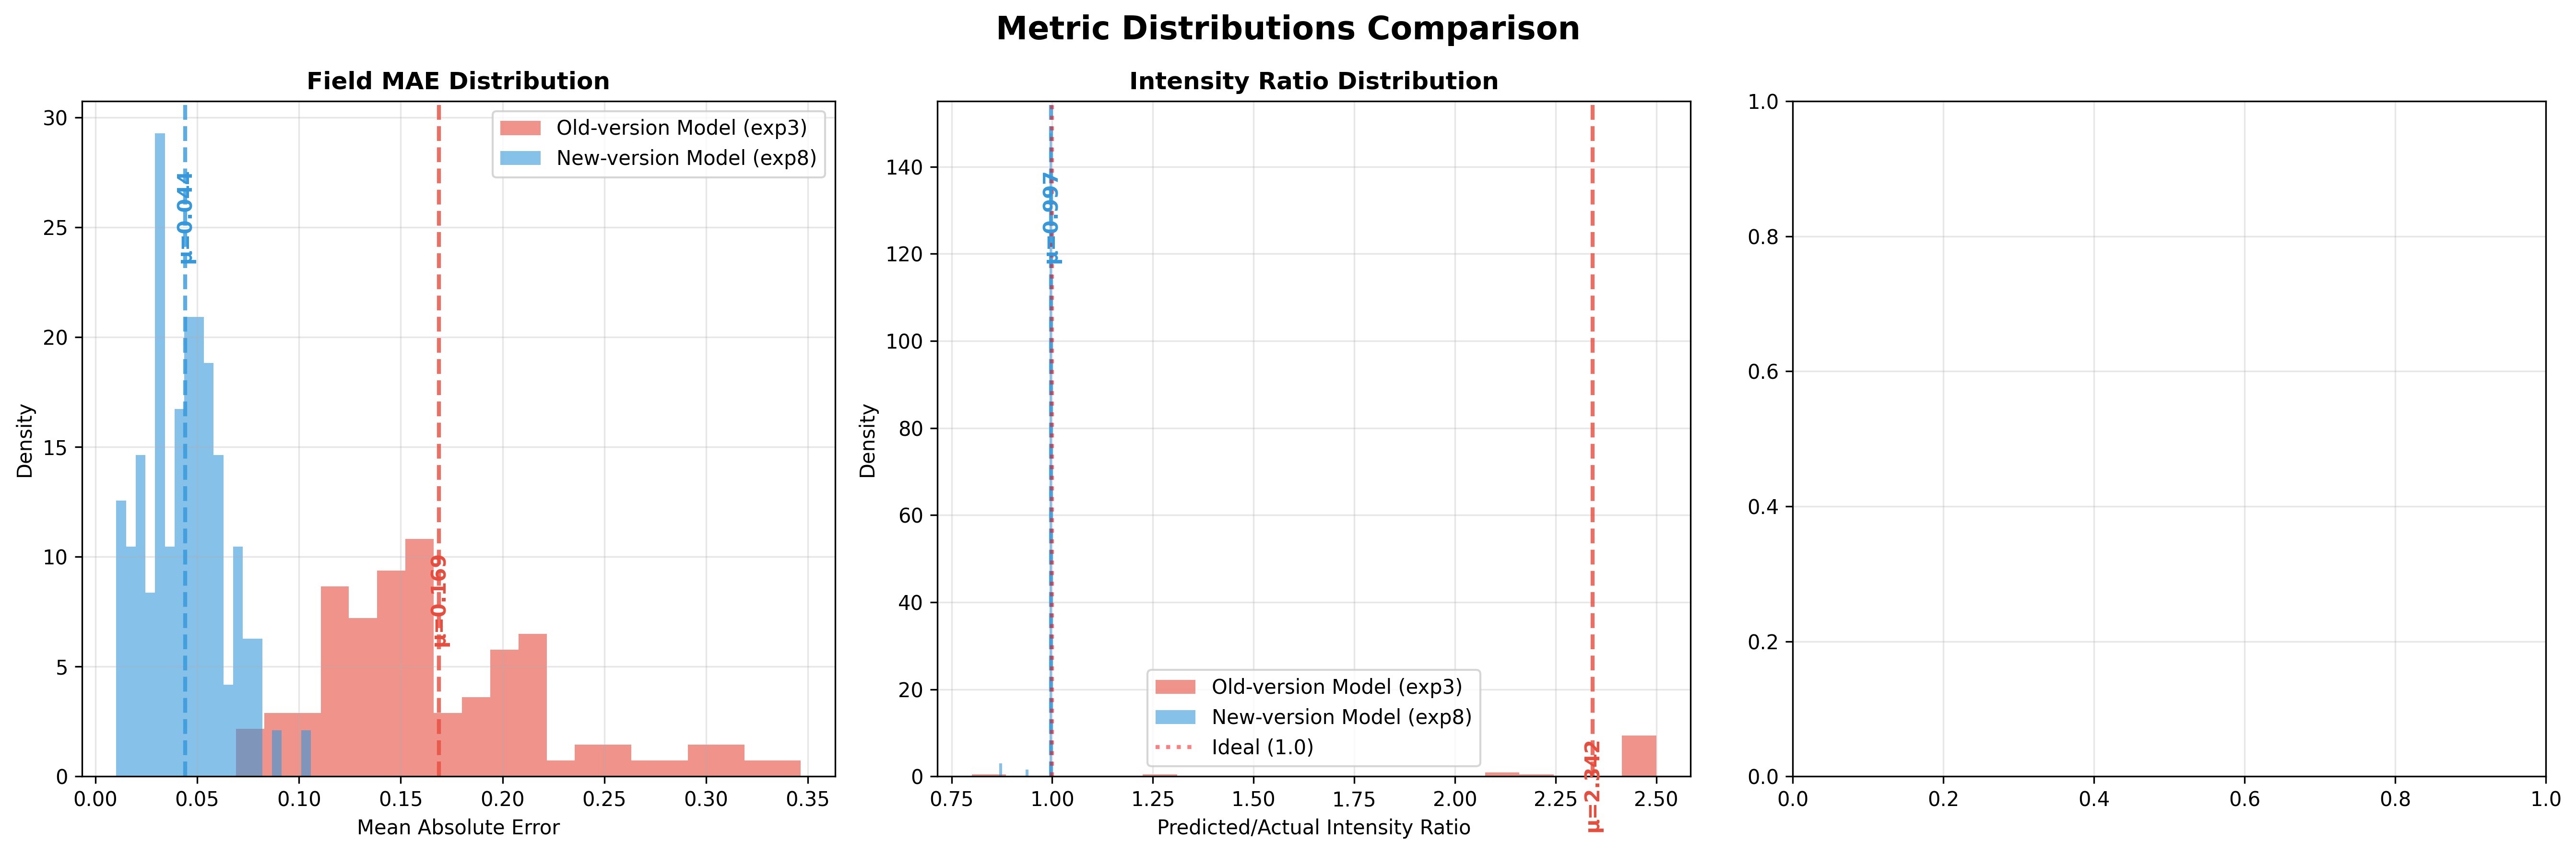 Metric Distributions Comparison
Field MAE Distribution
30
25
20
15
10
5
0
Density
Old-version Model (exp3)
New-version Model (exp8)
μ=0.044
μ=0.169
0.00 0.05 0.10 0.15 0.20 0.25 0.30 0.35
Mean Absolute Error
Intensity Ratio Distribution
140
120
100
80
60
40
20
0
Density
μ=0.997
μ=2.342
Old-version Model (exp3)
New-version Model (exp8)
Ideal (1.0)
0.75 1.00 1.25 1.50 1.75 2.00 2.25 2.50
Predicted/Actual Intensity Ratio
1.0
0.8
0.6
0.4
0.2
0.0
0.0 0.2 0.4 0.6 0.8 1.0